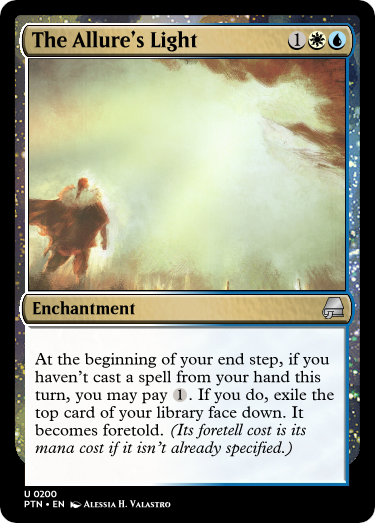 The Allure's Light 1
Enchantment
At the beginning of your end step, if you
haven't cast a spell from your hand this
turn, you may pay 1. If you do, exile the
top card of your library face down. It
becomes foretold. (Its foretell cost is its
mana cost if it isn't already specified.)
U 0200
PTN • EN Alessia H. Valastro